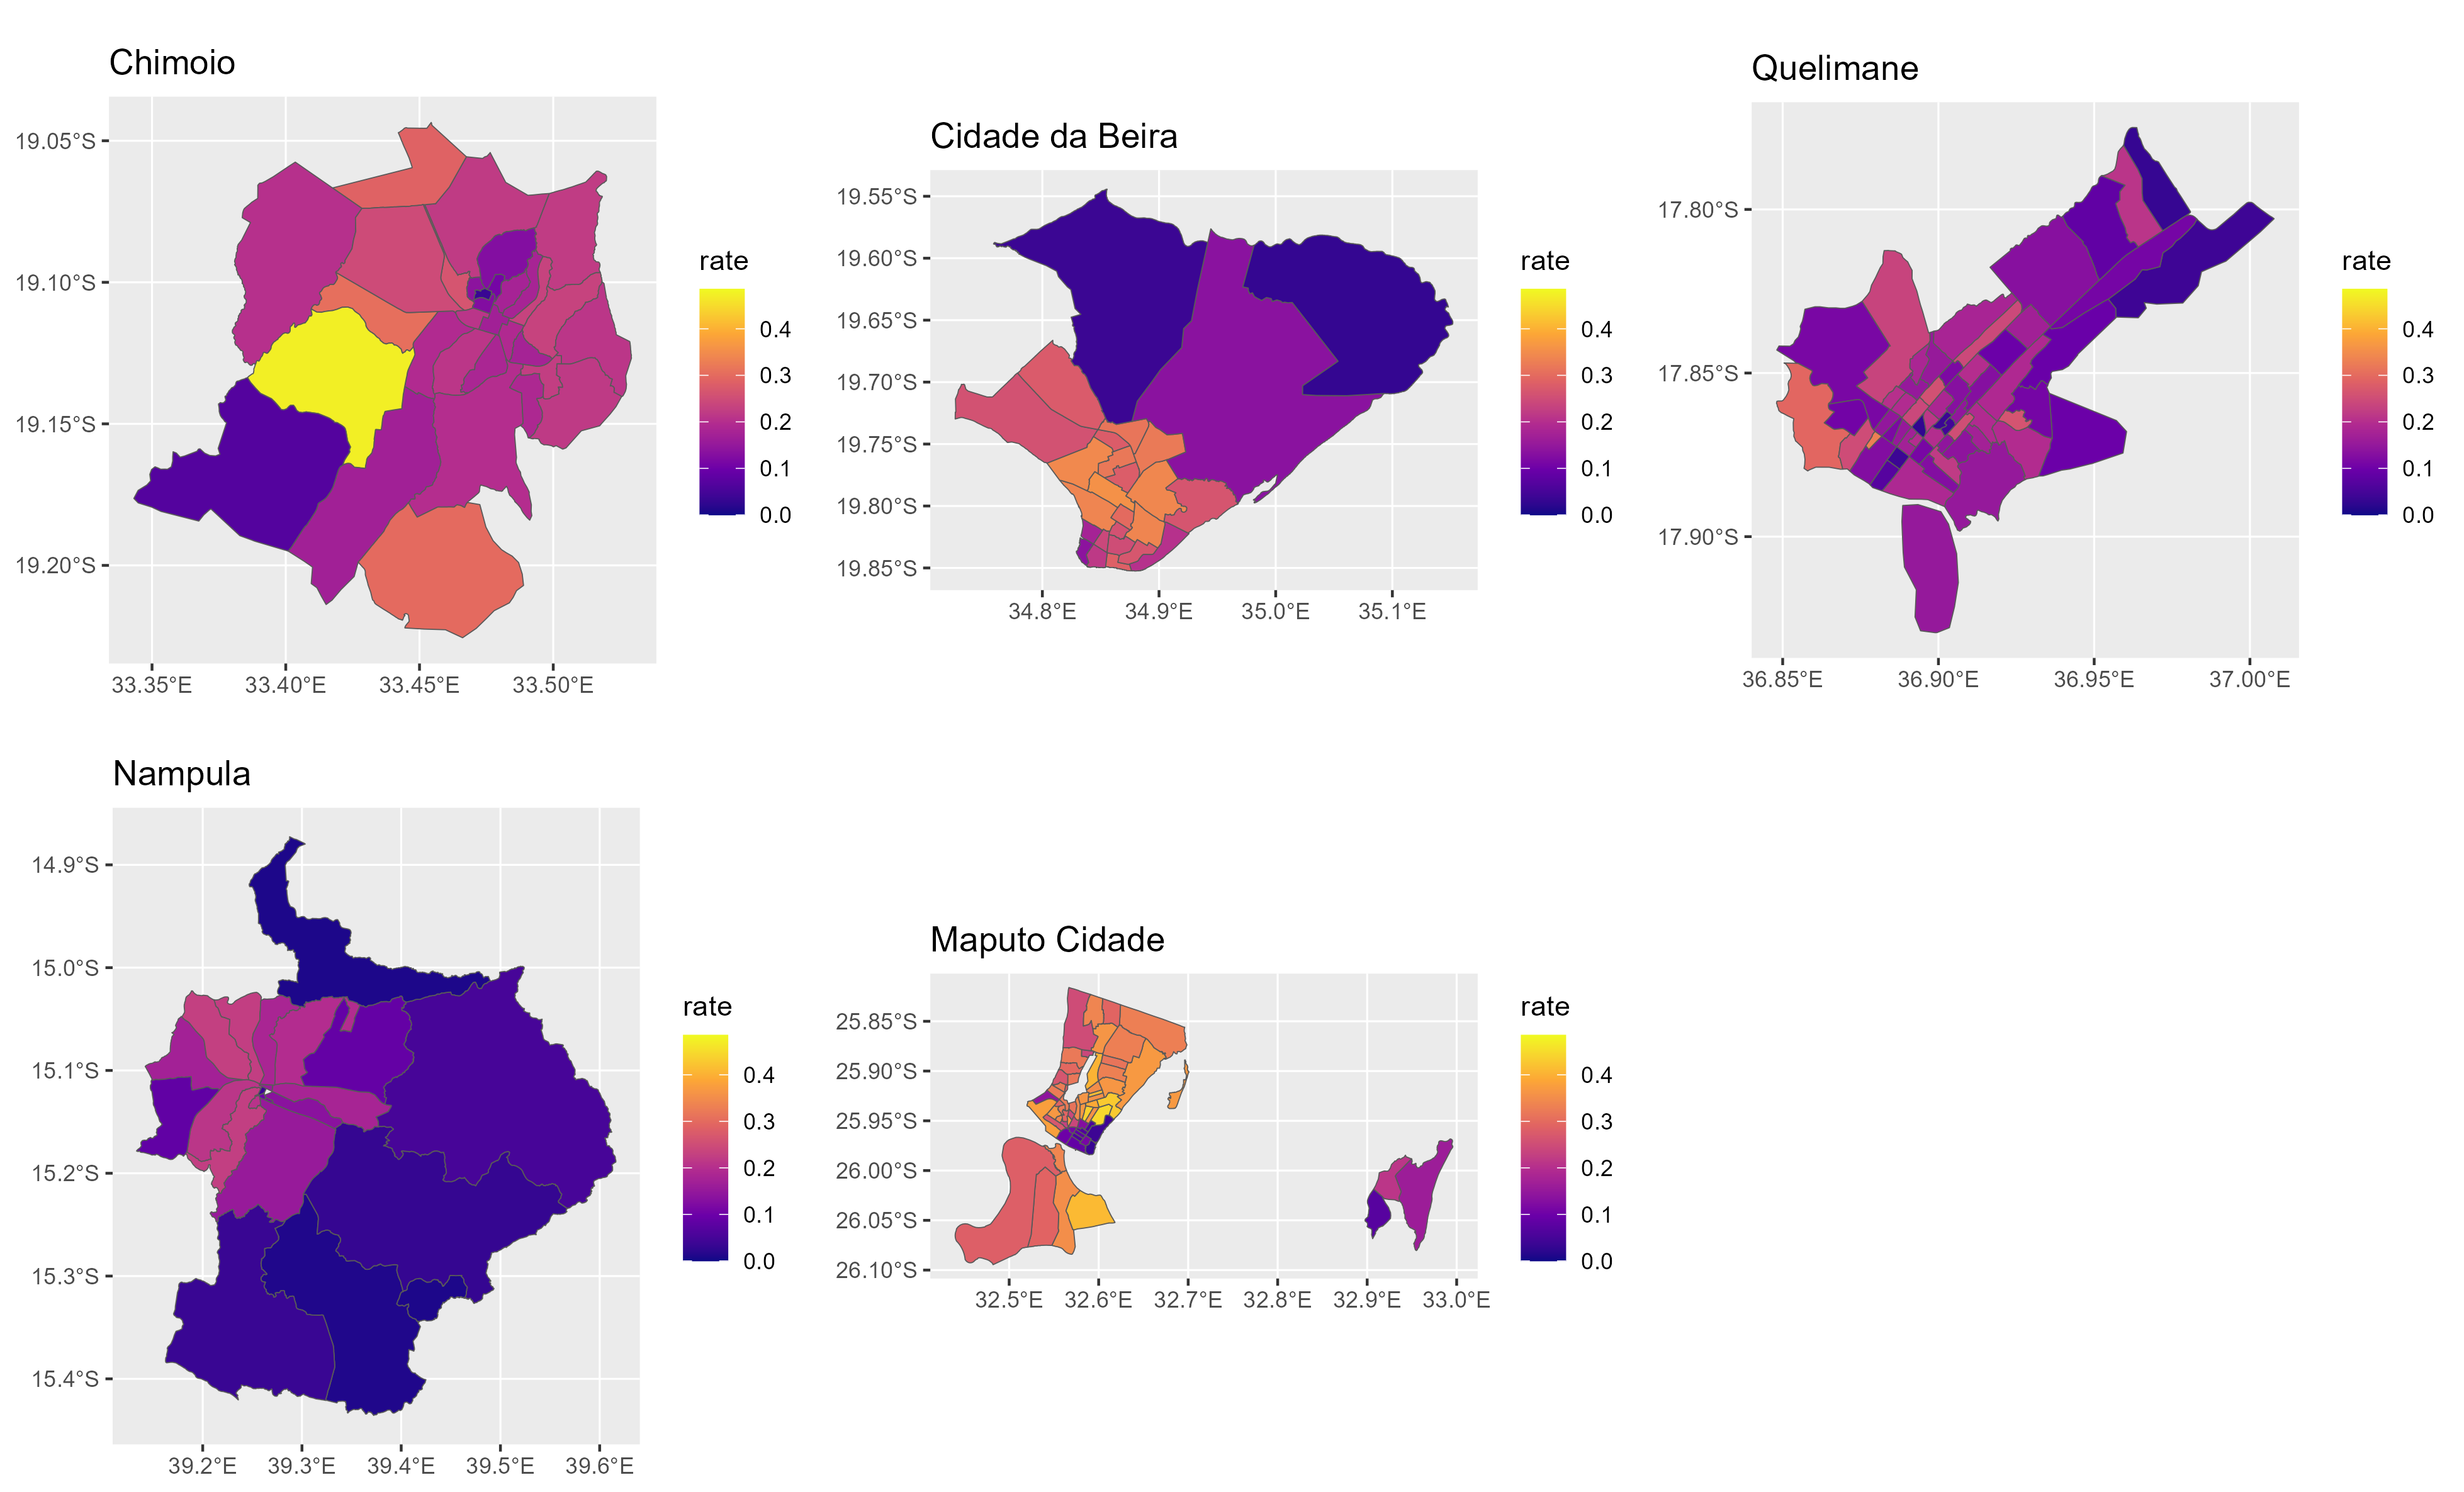 Chimoio
19.05°S
19.10°S
19.15°S
19.20°S
33.35°E 33.40°E 33.45°E 33.50°E
rate
0.4
0.3
0.2
0.1
0.0
Cidade da Beira
19.55°S
19.60°S
19.65°S
19.70°S
19.75°S
19.80°S
19.85°S
34.8°E 34.9°E 35.0°E 35.1°E
rate
0.4
0.3
0.2
0.1
0.0
Quelimane
17.80°S
17.85°S
17.90°S
36.85°E 36.90°E 36.95°E 37.00°E
rate
0.4
0.3
0.2
0.1
0.0
Nampula
14.9°S
15.0°S
15.1°S
15.2°S
15.3°S
15.4°S
39.2°E 39.3°E 39.4°E 39.5°E 39.6°E
rate
0.4
0.3
0.2
0.1
0.0
Maputo Cidade
25.85°S
25.90°S
25.95°S
26.00°S
26.05°S
26.10°S
32.5°E 32.6°E 32.7°E 32.8°E 32.9°E 33.0°E
rate
0.4
0.3
0.2
0.1
0.0